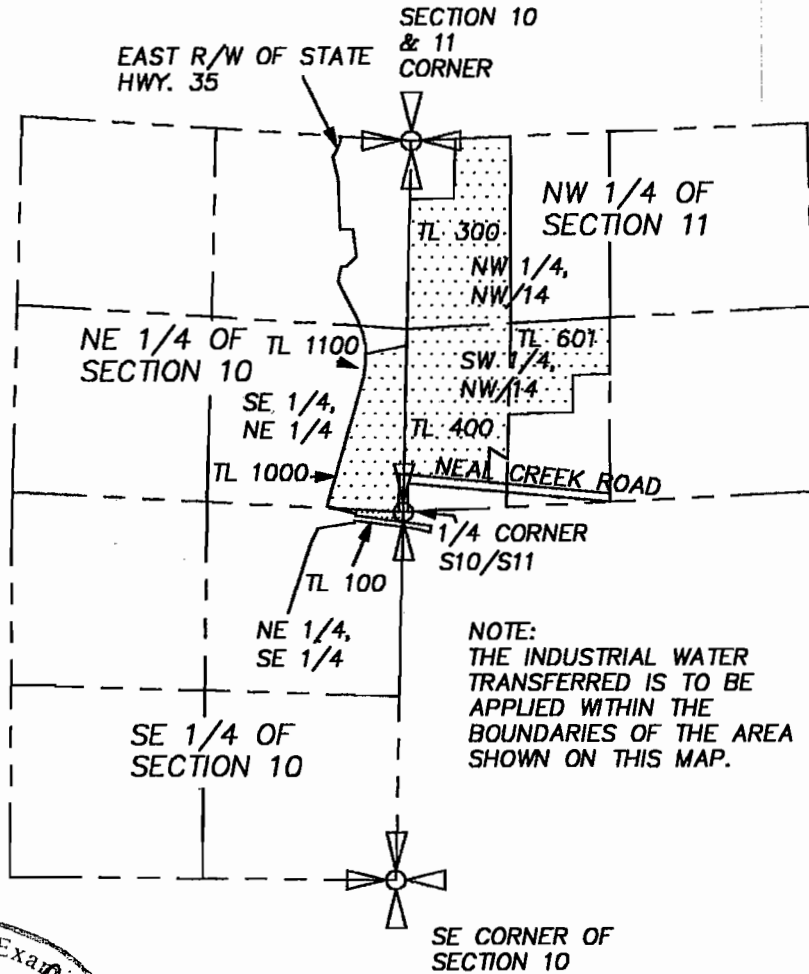 SECTION 10
& 11
CORNER
EAST R/W OF STATE
HWY. 35
NW 1/4 OF
SECTION 11
TL 300
NW 1/4,
NW/14
NE 1/4 OF
SECTION 10
TL 1100
TL 601
SW 1/4,
NW/14
SE 1/4,
NE 1/4
TL 400
TL 1000
NEAL CREEK ROAD
1/4 CORNER
S10/S11
TL 100
NE 1/4,
SE 1/4
NOTE:
THE INDUSTRIAL WATER
TRANSFERRED IS TO BE
APPLIED WITHIN THE
BOUNDARIES OF THE AREA
SHOWN ON THIS MAP.
SE 1/4 OF
SECTION 10
SE CORNER OF
SECTION 10